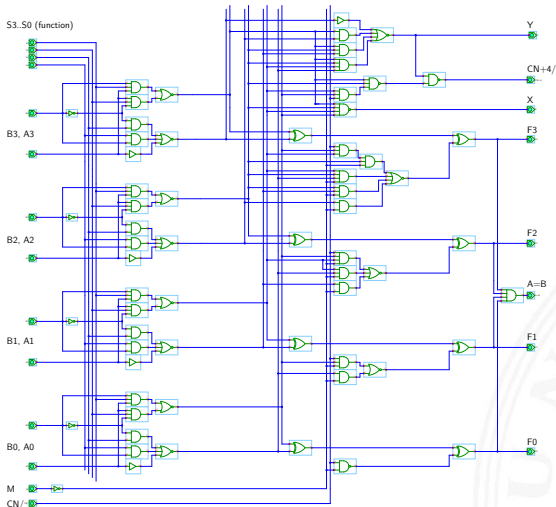 S3..S0 (function)
Y
CN+4/
X
B3, A3
F3
B2, A2
F2
A=B
B1, A1
F1
B0, A0
F0
M
CN/